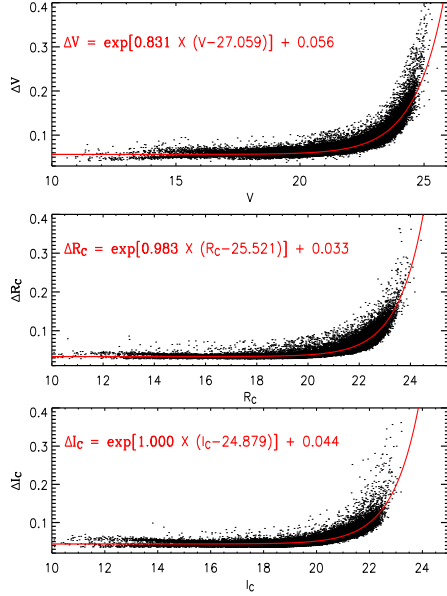 0.4
ΔV = exp[0.831 X (V-27.059)] + 0.056
0.3
ΔV
0.2
0.1
10 15 20 25
V
0.4
ΔR_C = exp[0.983 X (R_C-25.521)] + 0.033
0.3
ΔR_C
0.2
0.1
10 12 14 16 18 20 22 24
R_C
0.4
ΔI_C = exp[1.000 X (I_C-24.879)] + 0.044
0.3
ΔI_C
0.2
0.1
10 12 14 16 18 20 22 24
I_C